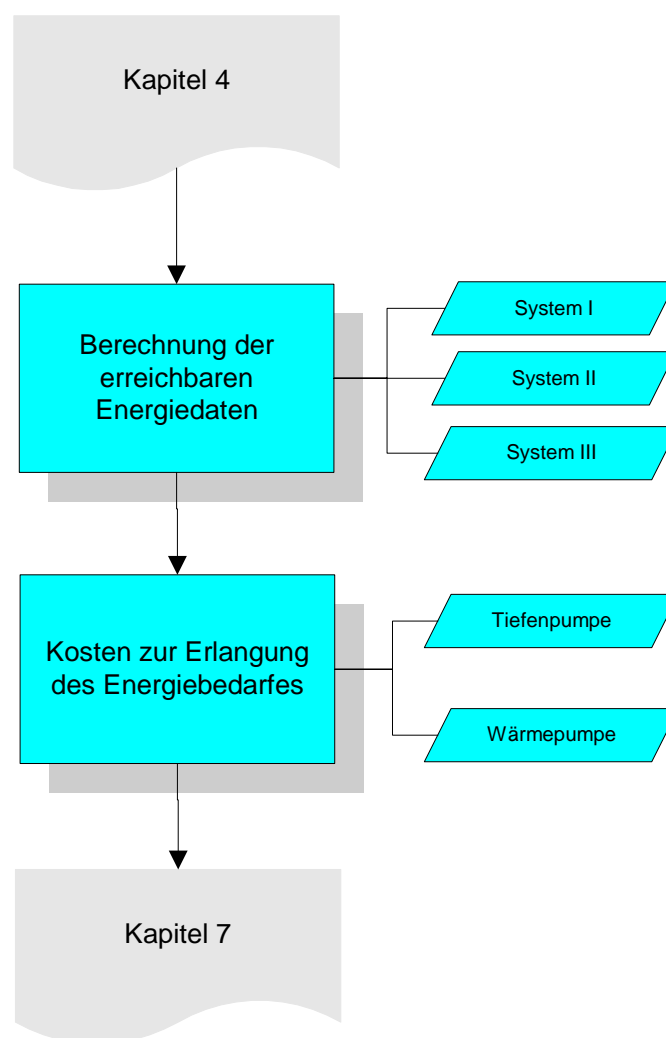 Kapitel 4
Berechnung der
erreichbaren
Energiedaten
System I
System II
System III
Kosten zur Erlangung
des Energiebedarfes
Tiefenpumpe
Wärmepumpe
Kapitel 7